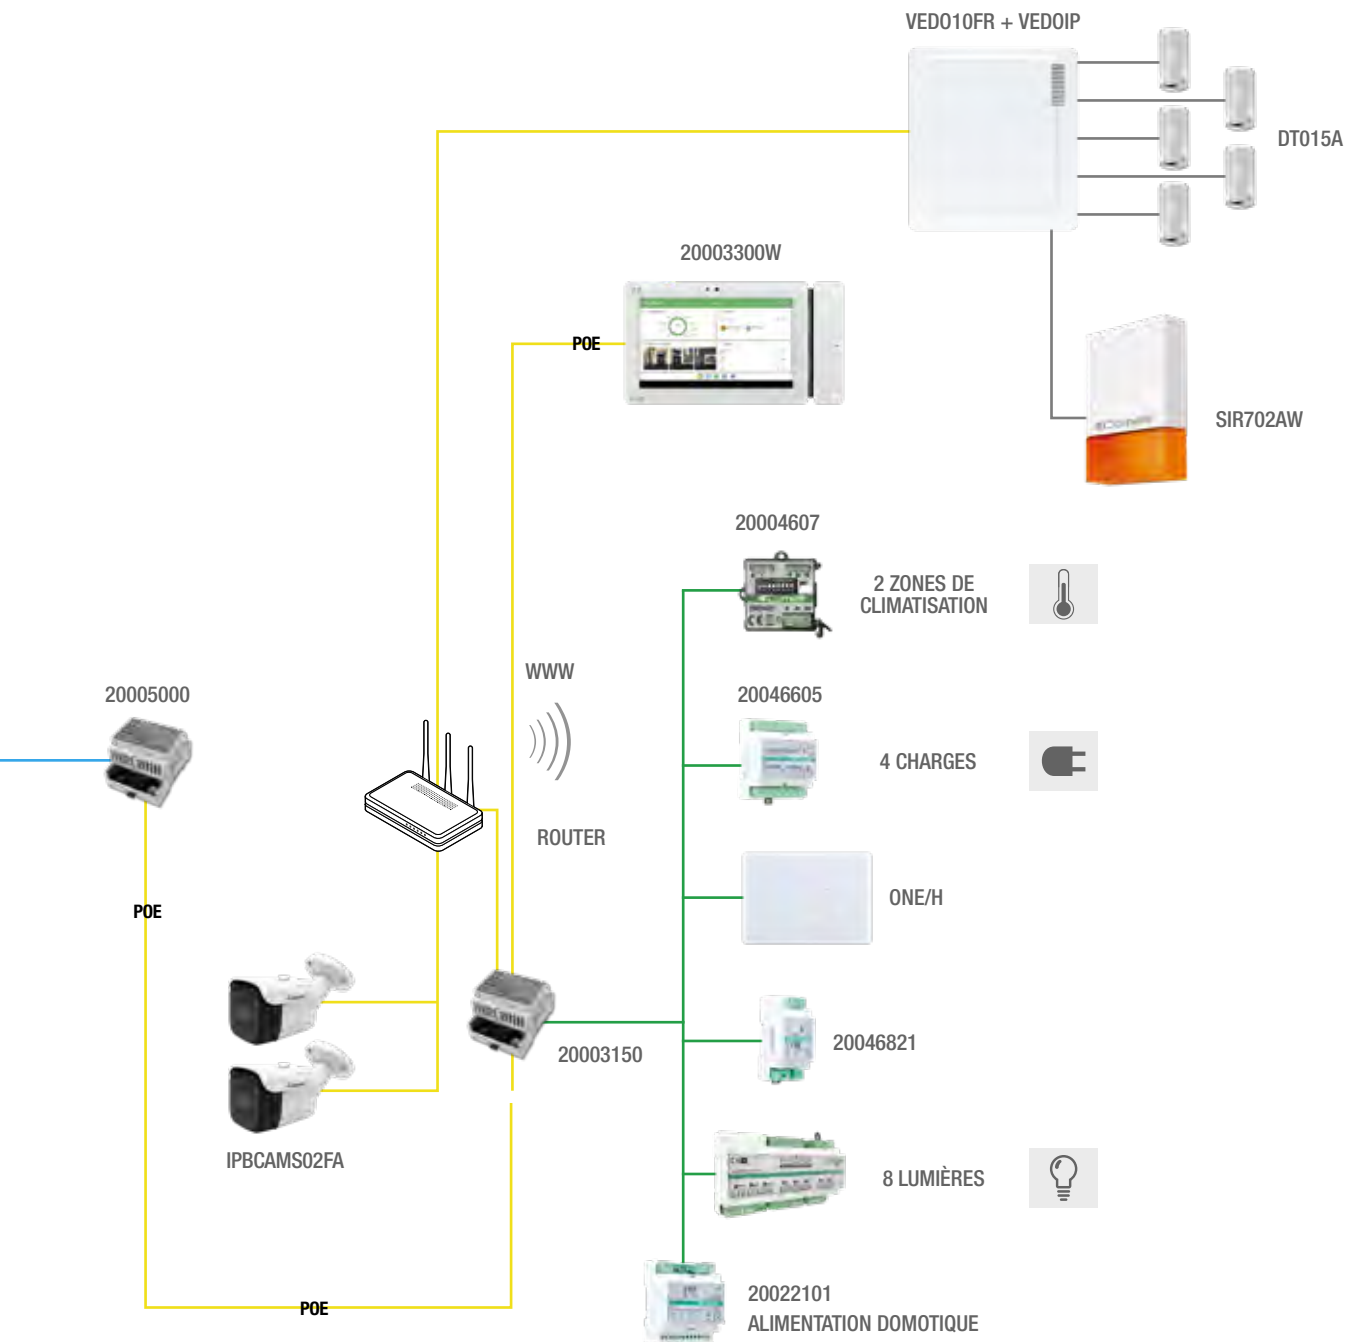 VEDO10FR + VEDOIP
DT015A
20003300W
POE
SIR702AW
20004607
2 ZONES DE
CLIMATISATION
WWW
20005000
20046605
4 CHARGES
ROUTER
ONE/H
POE
20046821
20003150
IPBCAMS02FA
8 LUMIÈRES
20022101
POE
ALIMENTATION DOMOTIQUE